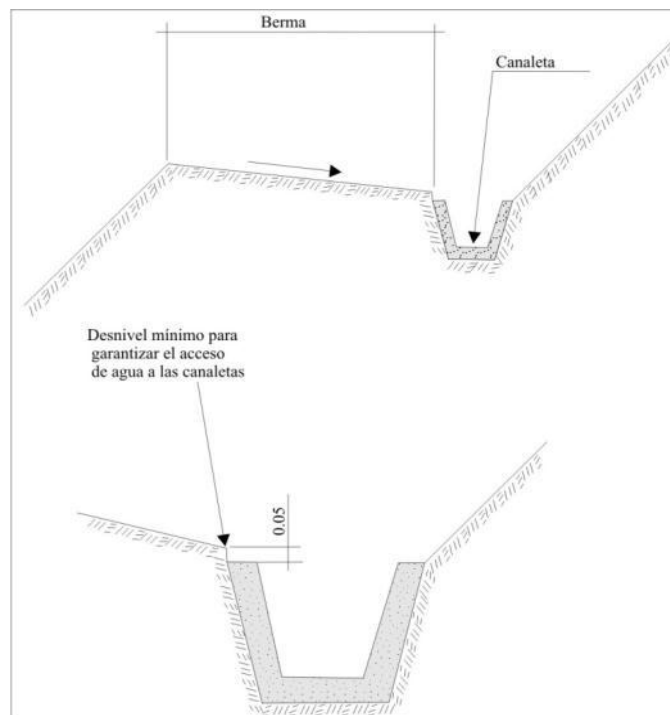 Berma
Canaleta
Desnivel mínimo para
garantizar el acceso
de agua a las canaletas
0.05